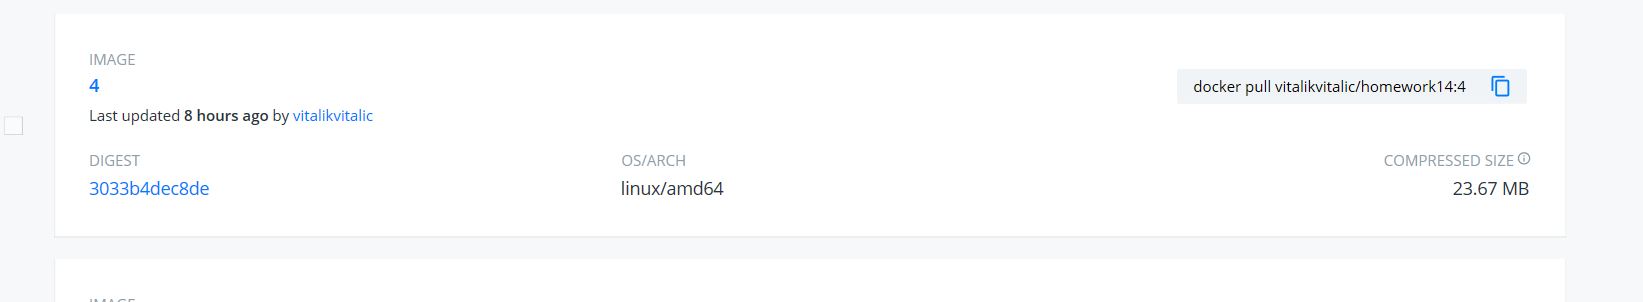 IMAGE
4
docker pull vitalikvitalic/homework14:4
Last updated 8 hours ago by vitalikvitalic
DIGEST
OS/ARCH
COMPRESSED SIZE
3033b4dec8de
linux/amd64
23.67 MB
IMAGE